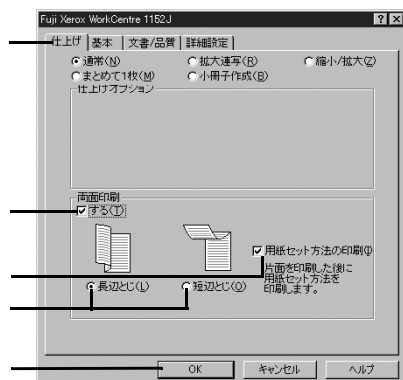 Fuji Xerox WorkCentre 1152J
仕上げ 基本 文書/品質 詳細設定
通常(N) 拡大連写(R) 縮小/拡大(Z)
まとめて1枚(M) 小冊子作成(B)
仕上げオプション
両面印刷
する(T)
用紙セット方法の印刷(I)
片面を印刷した後に
用紙セット方法を
印刷します。
長辺とじ(L) 短辺とじ(O)
OK キャンセル ヘルプ